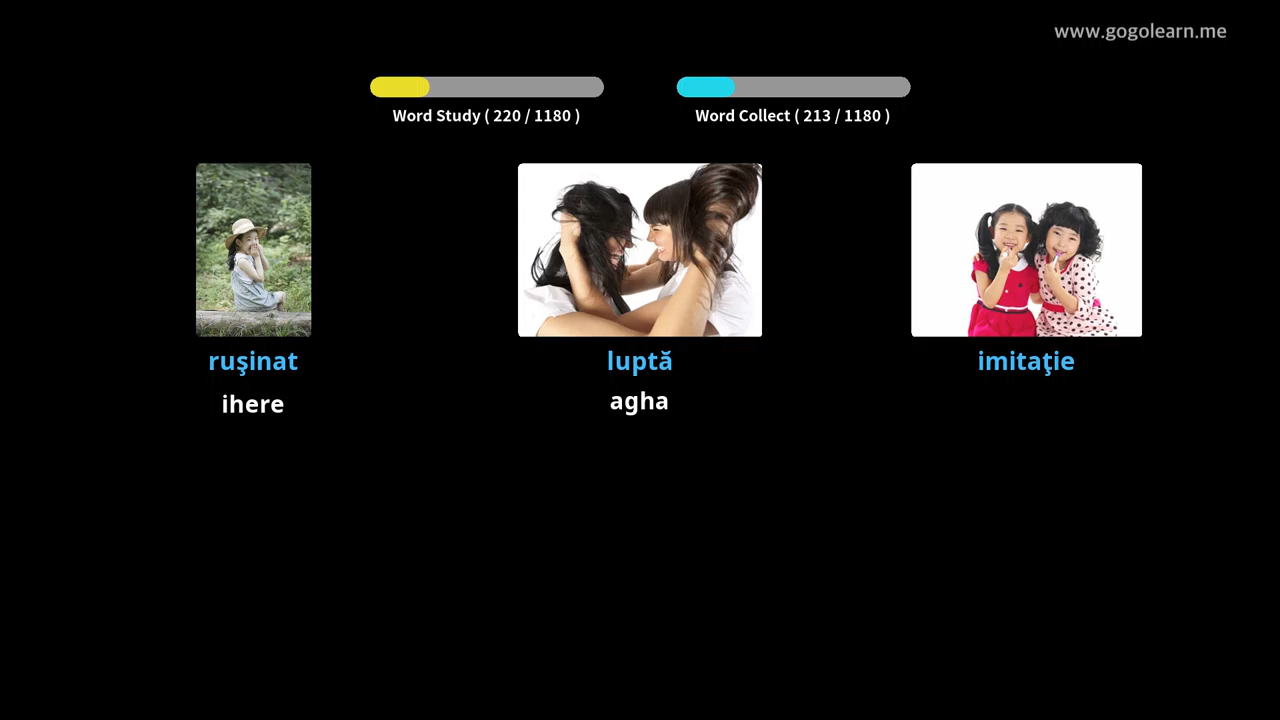 www.gogolearn.me
Word Study ( 220 / 1180 )
Word Collect ( 213 / 1180 )
ruşinat
luptă
imitaţie
ihere
agha